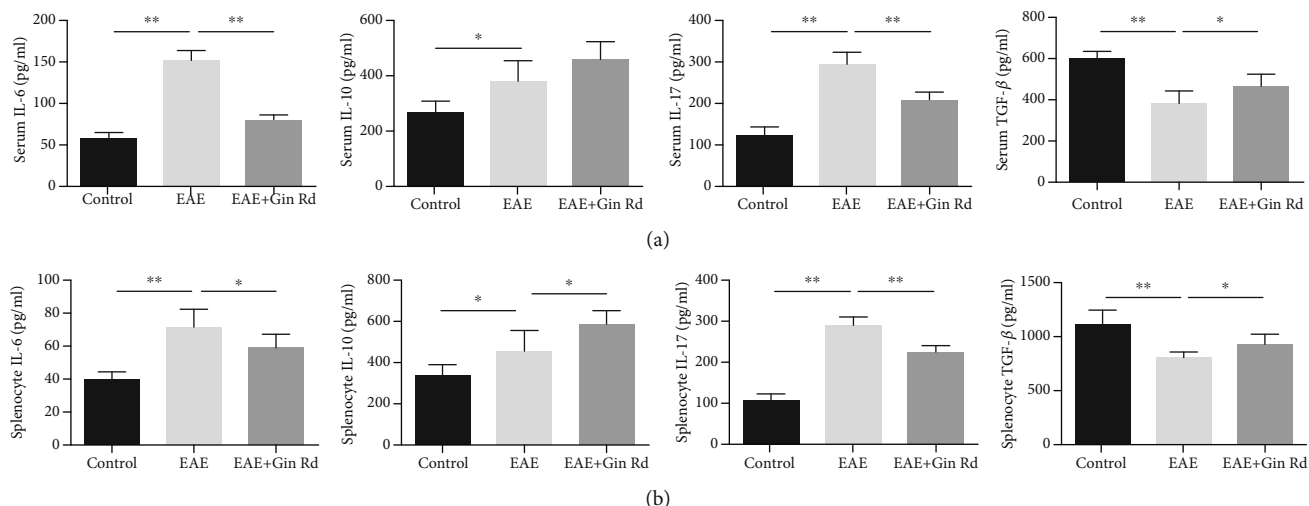 Serum IL-6 (pg/ml)
200
150
100
50
0
** **
Control EAE EAE+Gin Rd
Serum IL-10 (pg/ml)
600
400
200
0
*
Control EAE EAE+Gin Rd
Serum IL-17 (pg/ml)
400
300
200
100
0
** **
Control EAE EAE+Gin Rd
Serum TGF-β (pg/ml)
800
600
400
200
0
** *
Control EAE EAE+Gin Rd
(a)
Splenocyte IL-6 (pg/ml)
100
80
60
40
20
0
** *
Control EAE EAE+Gin Rd
Splenocyte IL-10 (pg/ml)
800
600
400
200
0
* *
Control EAE EAE+Gin Rd
Splenocyte IL-17 (pg/ml)
400
300
200
100
0
** **
Control EAE EAE+Gin Rd
Splenocyte TGF-β (pg/ml)
1500
1000
500
0
** *
Control EAE EAE+Gin Rd
(b)